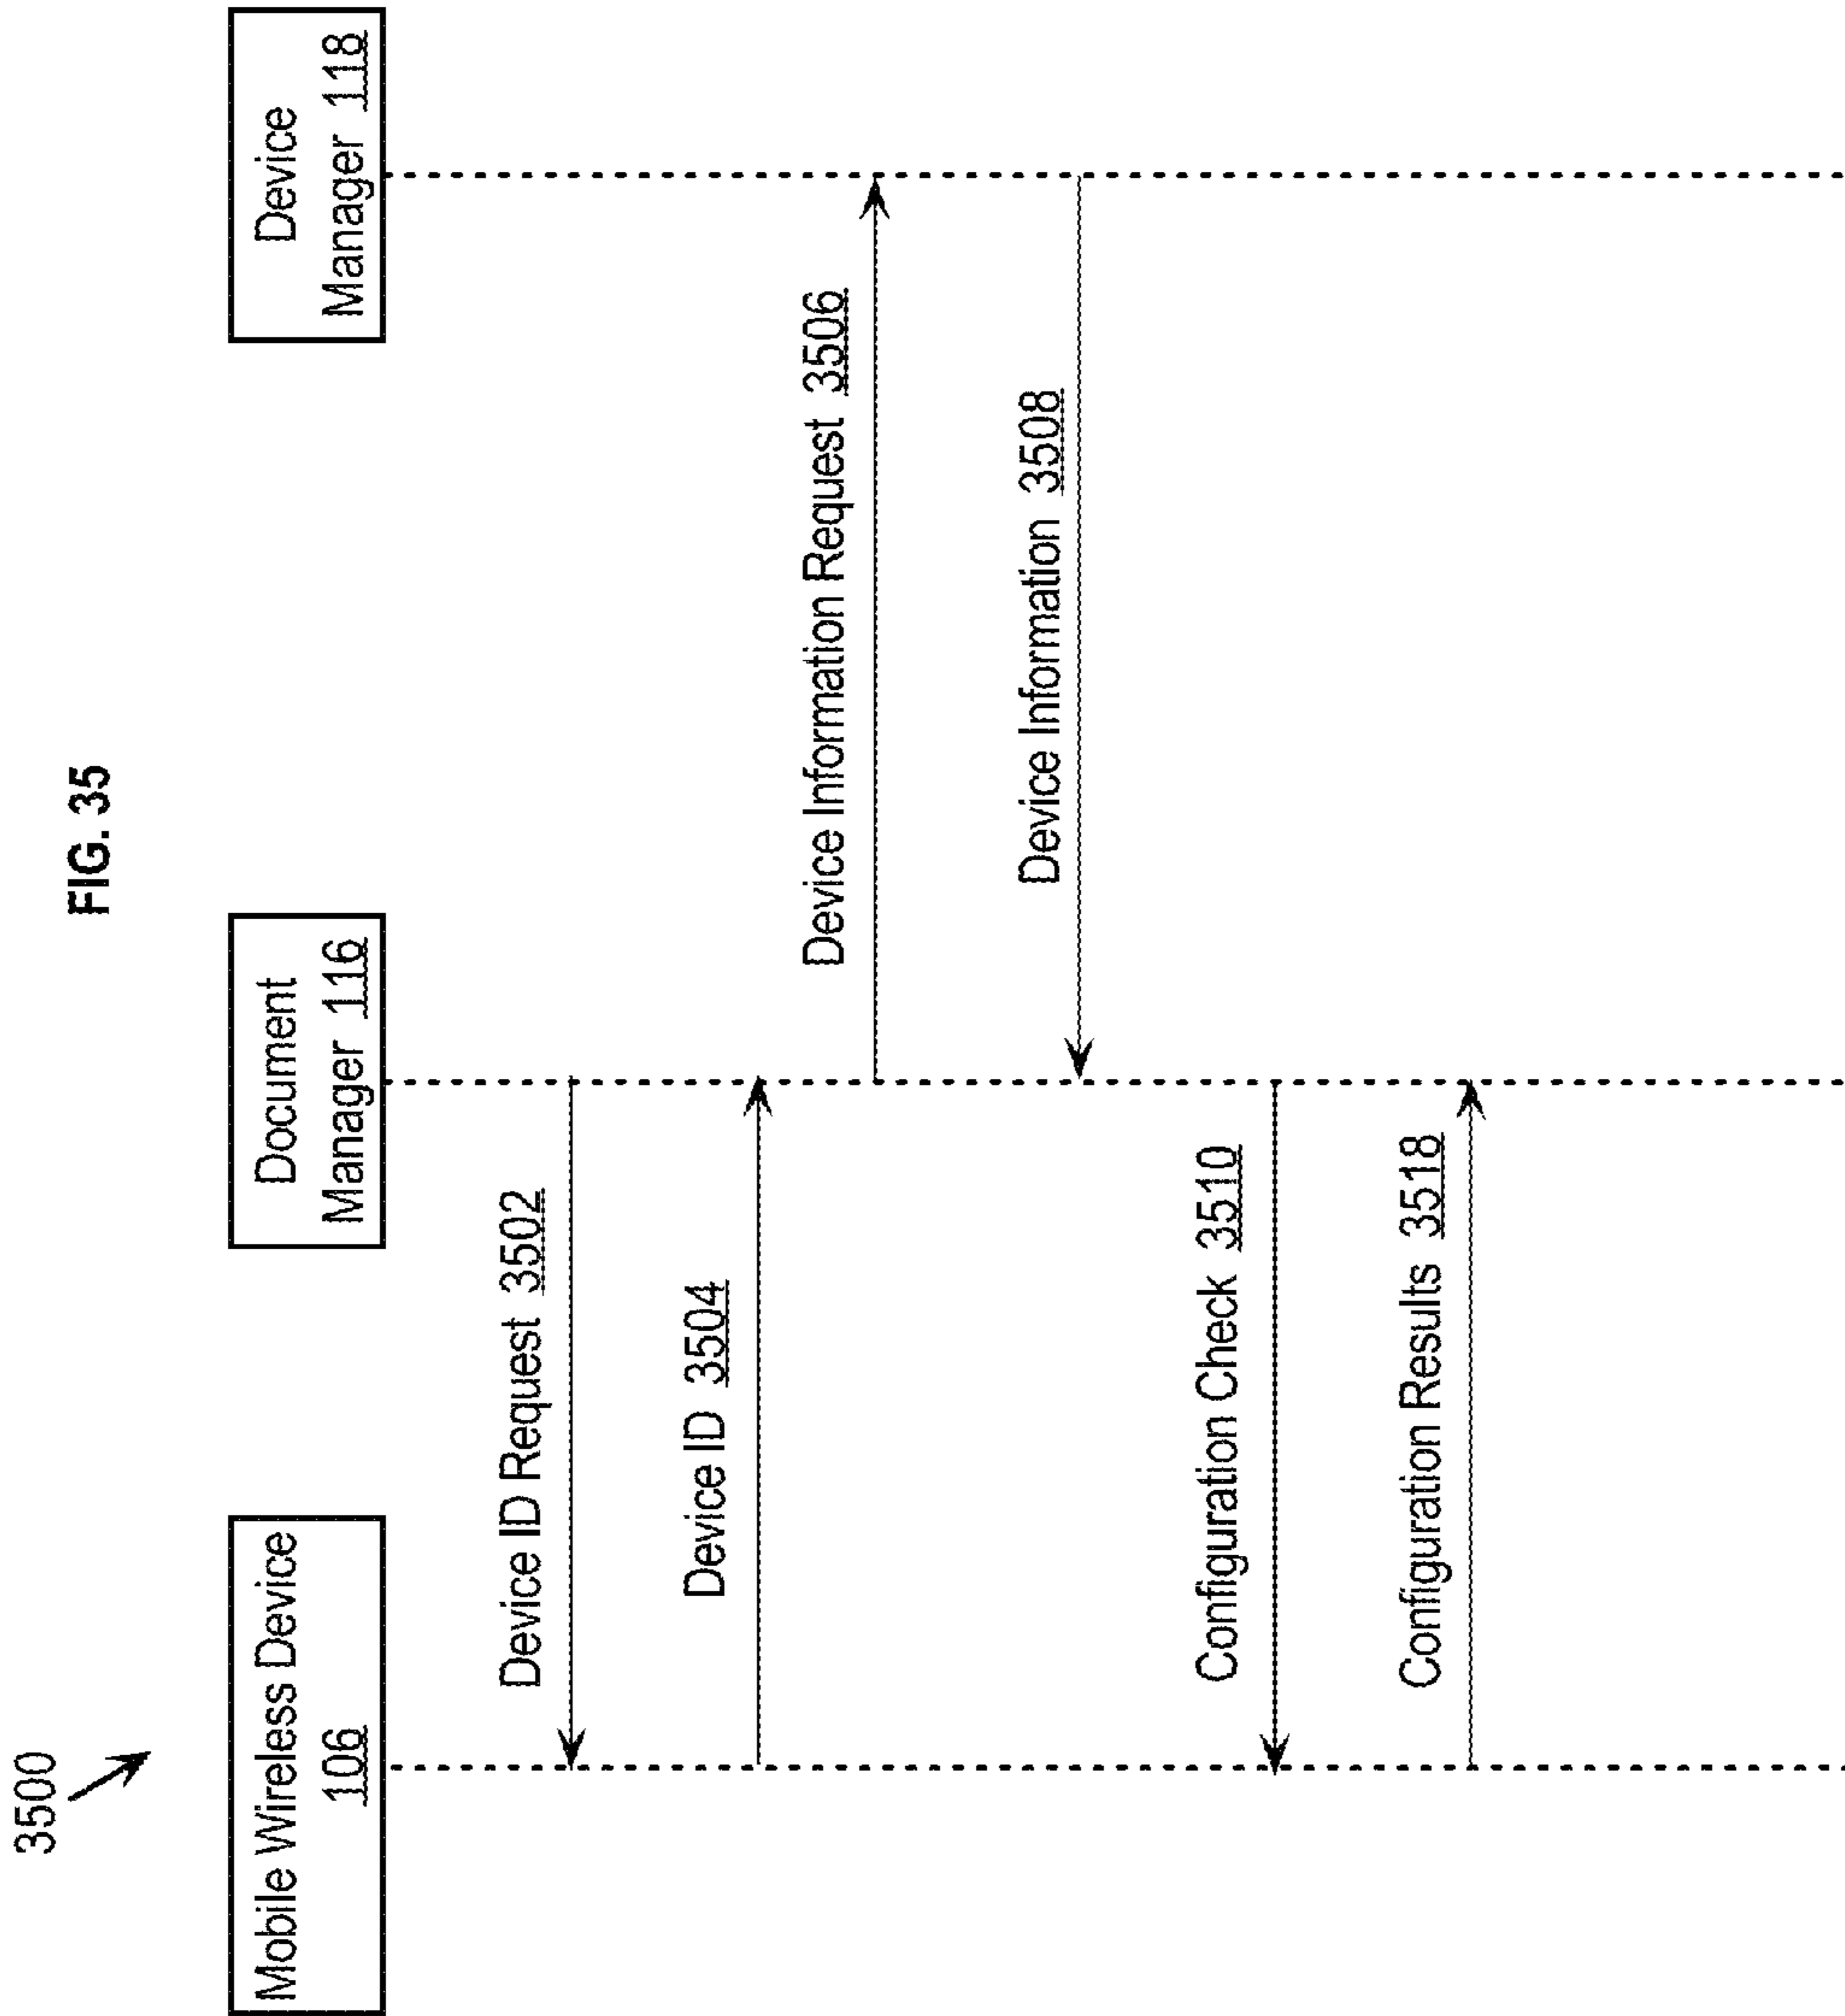 FIG. 35
3500
Mobile Wireless Device
106
Document
Manager 116
Device
Manager 118
Device ID Request 3502
Device ID 3504
Device Information Request 3506
Device Information 3508
Configuration Check 3510
Configuration Results 3518